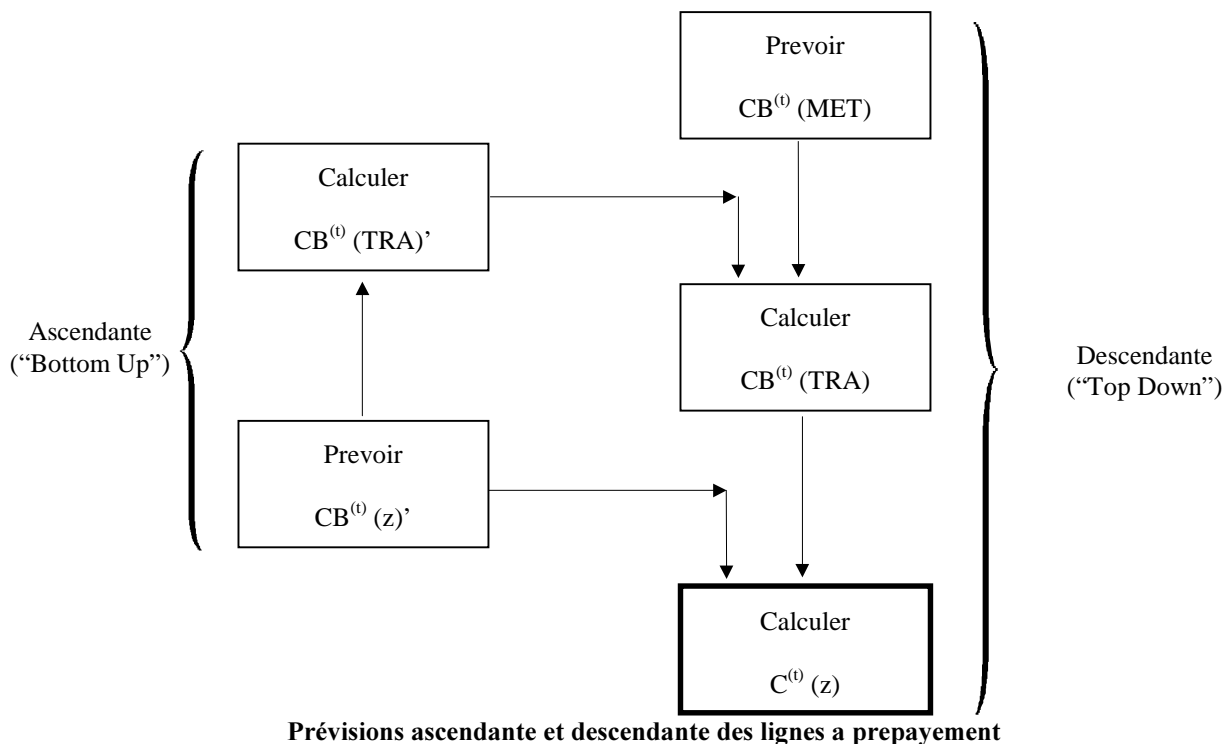 Prevoir
CB(t) (MET)
Calculer
CB(t) (TRA)’
Ascendante
(“Bottom Up”)
Calculer
CB(t) (TRA)
Descendante
(“Top Down”)
Prevoir
CB(t) (z)’
Calculer
C(t) (z)
Prévisions ascendante et descendante des lignes a prepayement